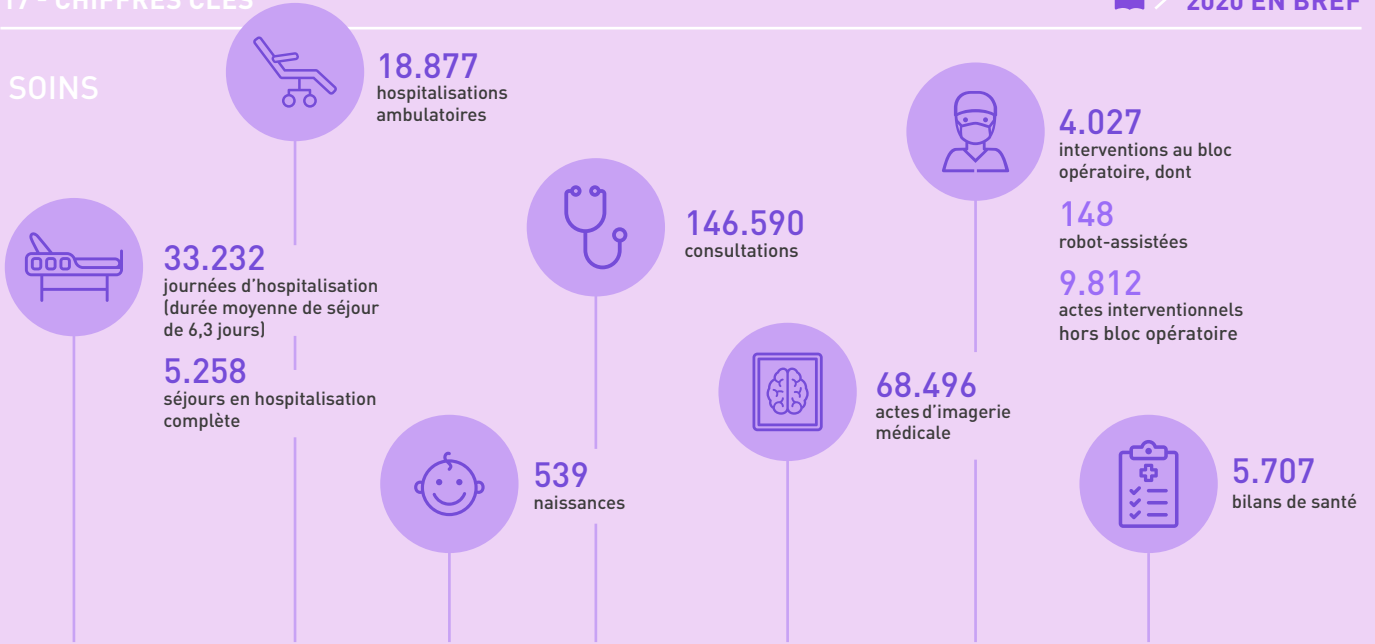 17 - CHIFFRES CLÉS
2020 EN BREF
SOINS
18.877
hospitalisations
ambulatoires
33.232
journées d’hospitalisation
(durée moyenne de séjour
de 6,3 jours)
5.258
séjours en hospitalisation
complète
539
naissances
146.590
consultations
68.496
actes d’imagerie
médicale
4.027
interventions au bloc
opératoire, dont
148
robot-assistées
9.812
actes interventionnels
hors bloc opératoire
5.707
bilans de santé